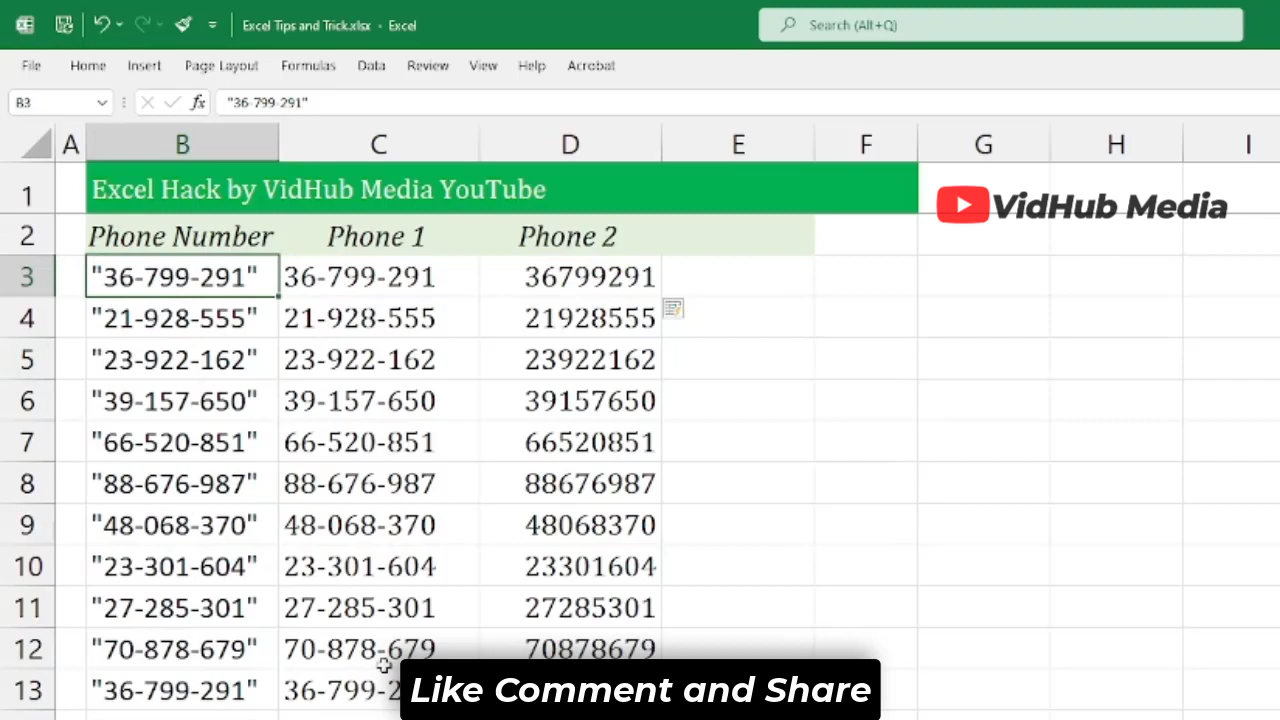 Excel Tips and Trick.xlsx - Excel
Search (Alt+Q)
File Home Insert Page Layout Formulas Data Review View Help Acrobat
B3 fx "36-799-291"
A B C D E F G H I
1 Excel Hack by VidHub Media YouTube
VidHub Media
2 Phone Number Phone 1 Phone 2
3 "36-799-291" 36-799-291 36799291
4 "21-928-555" 21-928-555 21928555
5 "23-922-162" 23-922-162 23922162
6 "39-157-650" 39-157-650 39157650
7 "66-520-851" 66-520-851 66520851
8 "88-676-987" 88-676-987 88676987
9 "48-068-370" 48-068-370 48068370
10 "23-301-604" 23-301-604 23301604
11 "27-285-301" 27-285-301 27285301
12 "70-878-679" 70-878-679 70878679
13 "36-799-291" 36-799-2
Like Comment and Share